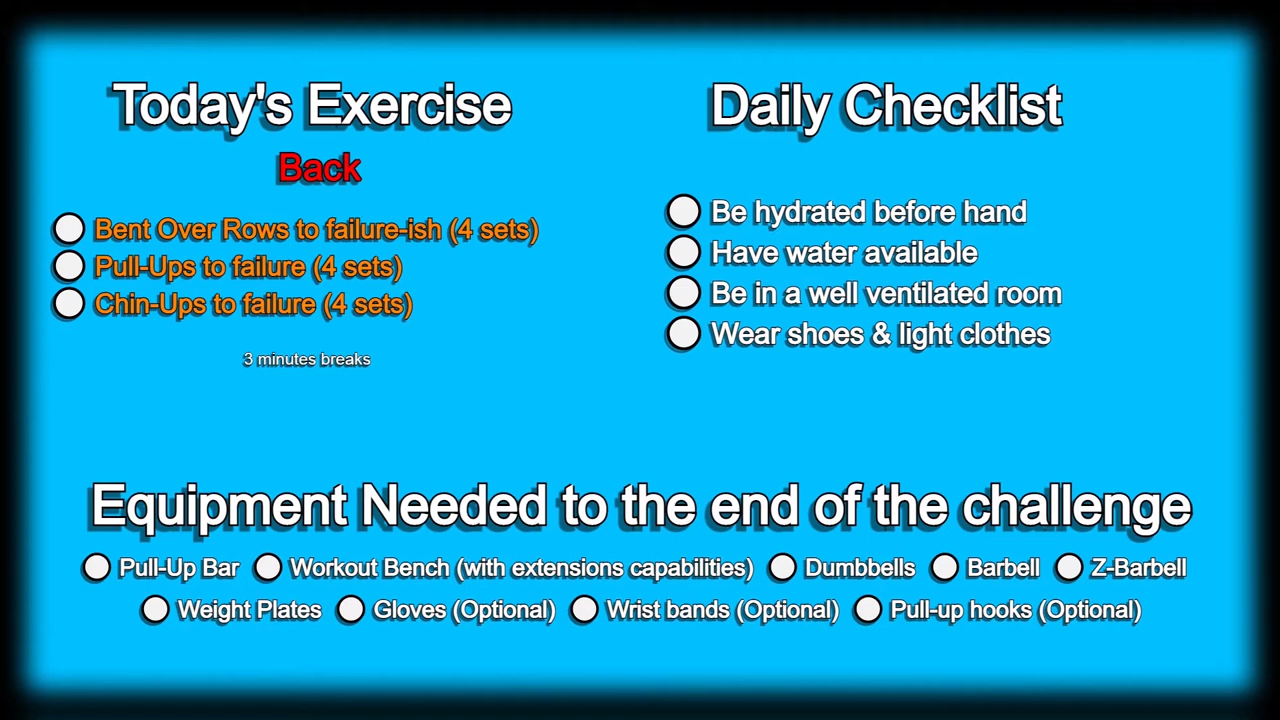 Today's Exercise
Back
Bent Over Rows to failure-ish (4 sets)
Pull-Ups to failure (4 sets)
Chin-Ups to failure (4 sets)
3 minutes breaks
Daily Checklist
Be hydrated before hand
Have water available
Be in a well ventilated room
Wear shoes & light clothes
Equipment Needed to the end of the challenge
Pull-Up Bar Workout Bench (with extensions capabilities) Dumbbells Barbell Z-Barbell
Weight Plates Gloves (Optional) Wrist bands (Optional) Pull-up hooks (Optional)